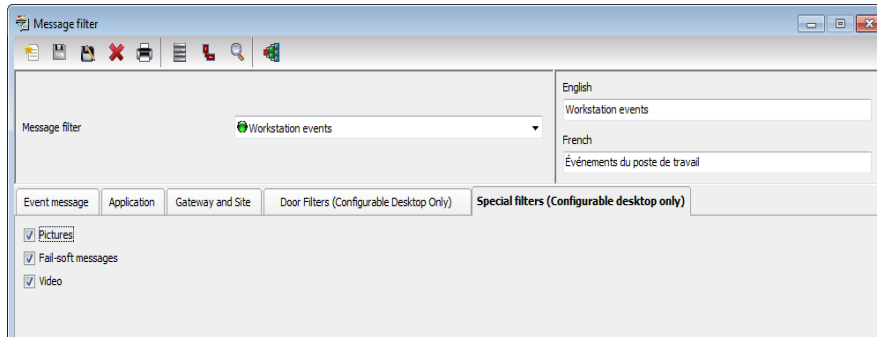 Message filter
English
Workstation events
Message filter
Workstation events
French
Événements du poste de travail
Event message
Application
Gateway and Site
Door Filters (Configurable Desktop Only)
Special filters (Configurable desktop only)
Pictures
Fail-soft messages
Video